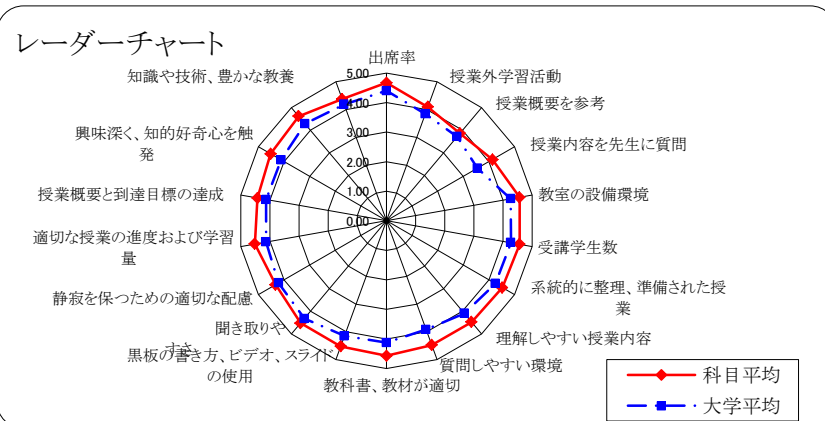 レーダーチャート
出席率
授業外学習活動
授業概要を参考
授業内容を先生に質問
教室の設備環境
受講学生数
系統的に整理、準備された授
業
理解しやすい授業内容
質問しやすい環境
教科書、教材が適切
黒板の書き方、ビデオ、スライド
の使用
聞き取りや
すさ
静寂を保つための適切な配慮
適切な授業の進度および学習
量
授業概要と到達目標の達成
興味深く、知的好奇心を触
発
知識や技術、豊かな教養
5.00
4.00
3.00
2.00
1.00
0.00
科目平均
大学平均